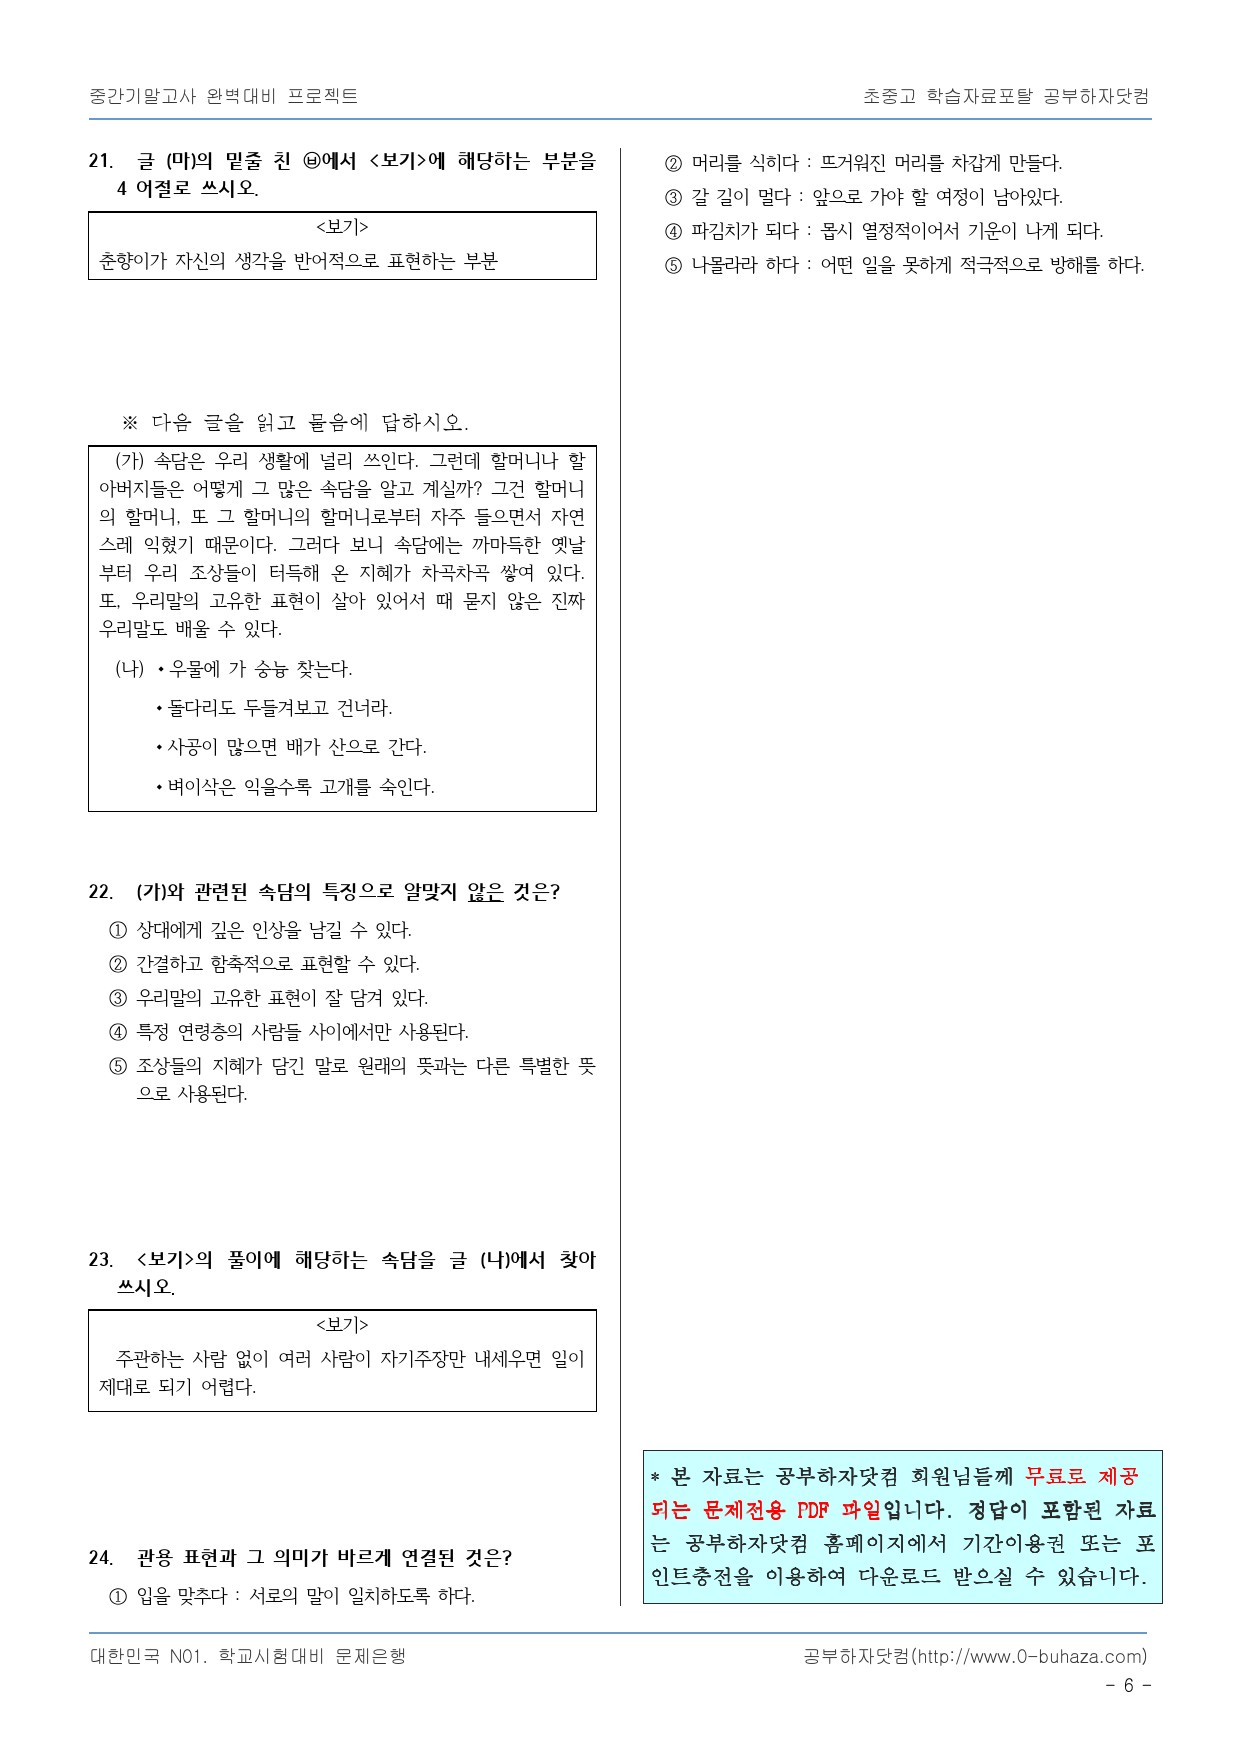 중간기말고사 완벽대비 프로젝트
초중고 학습자료포탈 공부하자닷컴
21. 글 (마)의 밑줄 친 ㉥에서 <보기>에 해당하는 부분을
4 어절로 쓰시오.
<보기>
춘향이가 자신의 생각을 반어적으로 표현하는 부분
※ 다음 글을 읽고 물음에 답하시오.
(가) 속담은 우리 생활에 널리 쓰인다. 그런데 할머니나 할
아버지들은 어떻게 그 많은 속담을 알고 계실까? 그건 할머니
의 할머니, 또 그 할머니의 할머니로부터 자주 들으면서 자연
스레 익혔기 때문이다. 그러다 보니 속담에는 까마득한 옛날
부터 우리 조상들이 터득해 온 지혜가 차곡차곡 쌓여 있다.
또, 우리말의 고유한 표현이 살아 있어서 때 묻지 않은 진짜
우리말도 배울 수 있다.
(나) •우물에 가 숭늉 찾는다.
•돌다리도 두들겨보고 건너라.
•사공이 많으면 배가 산으로 간다.
•벼이삭은 익을수록 고개를 숙인다.
22. (가)와 관련된 속담의 특징으로 알맞지 않은 것은?
① 상대에게 깊은 인상을 남길 수 있다.
② 간결하고 함축적으로 표현할 수 있다.
③ 우리말의 고유한 표현이 잘 담겨 있다.
④ 특정 연령층의 사람들 사이에서만 사용된다.
⑤ 조상들의 지혜가 담긴 말로 원래의 뜻과는 다른 특별한 뜻
으로 사용된다.
23. <보기>의 풀이에 해당하는 속담을 글 (나)에서 찾아
쓰시오.
<보기>
주관하는 사람 없이 여러 사람이 자기주장만 내세우면 일이
제대로 되기 어렵다.
24. 관용 표현과 그 의미가 바르게 연결된 것은?
① 입을 맞추다 : 서로의 말이 일치하도록 하다.
② 머리를 식히다 : 뜨거워진 머리를 차갑게 만들다.
③ 갈 길이 멀다 : 앞으로 가야 할 여정이 남아있다.
④ 파김치가 되다 : 몹시 열정적이어서 기운이 나게 되다.
⑤ 나몰라라 하다 : 어떤 일을 못하게 적극적으로 방해를 하다.
* 본 자료는 공부하자닷컴 회원님들께 무료로 제공
되는 문제전용 PDF 파일입니다. 정답이 포함된 자료
는 공부하자닷컴 홈페이지에서 기간이용권 또는 포
인트충전을 이용하여 다운로드 받으실 수 있습니다.
대한민국 NO1. 학교시험대비 문제은행
공부하자닷컴(http://www.0-buhaza.com)
- 6 -